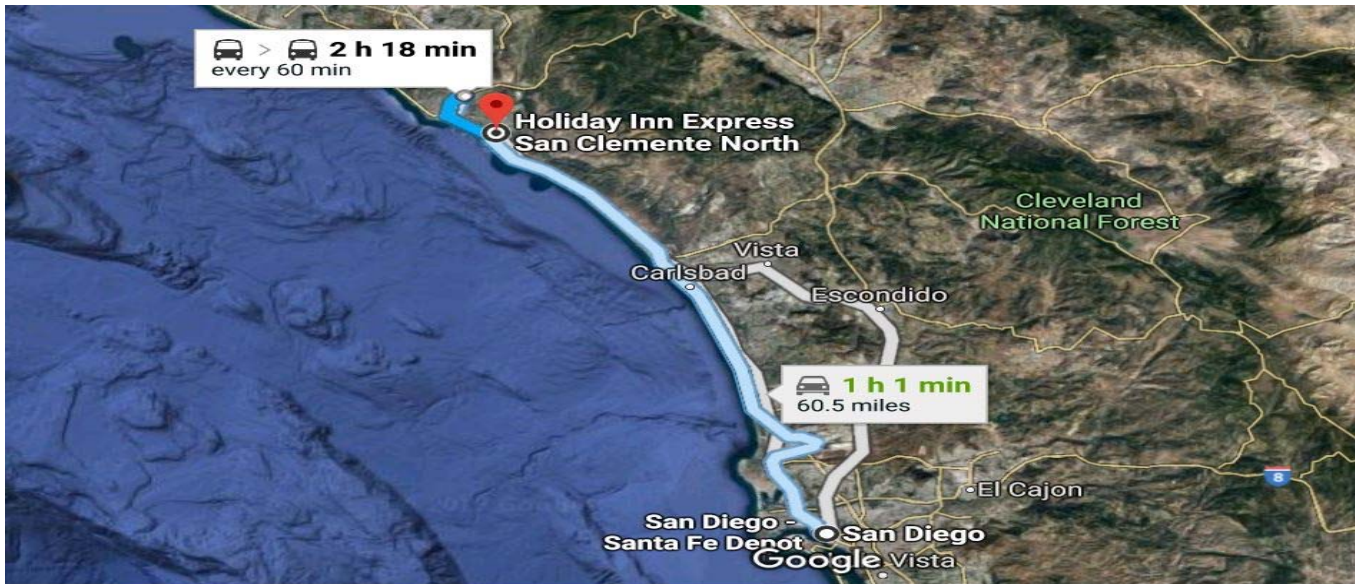 > 2 h 18 min
every 60 min
Holiday Inn Express
San Clemente North
Cleveland
National Forest
Vista
Carlsbad
Escondido
1 h 1 min
60.5 miles
8
El Cajon
San Diego -
Santa Fe Depot
San Diego
Google
Vista